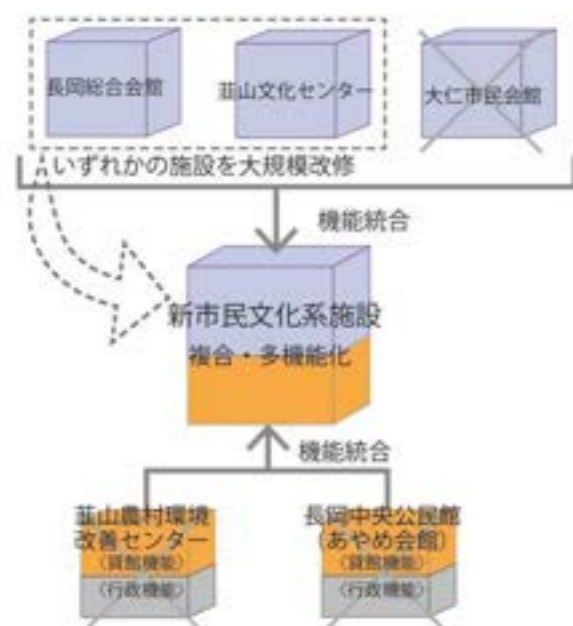 長岡総合会館
韮山文化センター
大仁市民会館
いずれかの施設を大規模改修
機能統合
新市民文化系施設
複合・多機能化
機能統合
韮山農村環境
改善センター
〈貸館機能〉
〈行政機能〉
長岡中央公民館
(あやめ会館)
〈貸館機能〉
〈行政機能〉